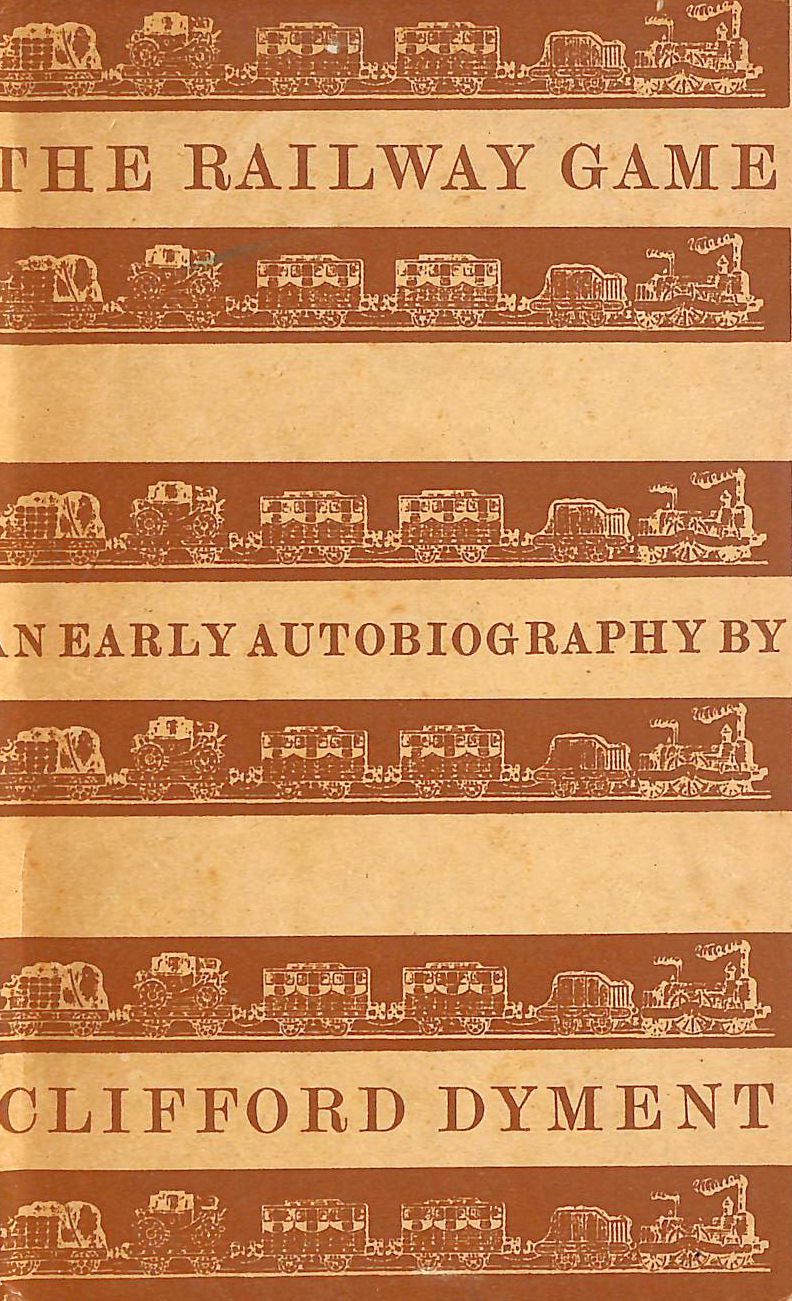 THE RAILWAY GAME
AN EARLY AUTOBIOGRAPHY BY
CLIFFORD DYMENT